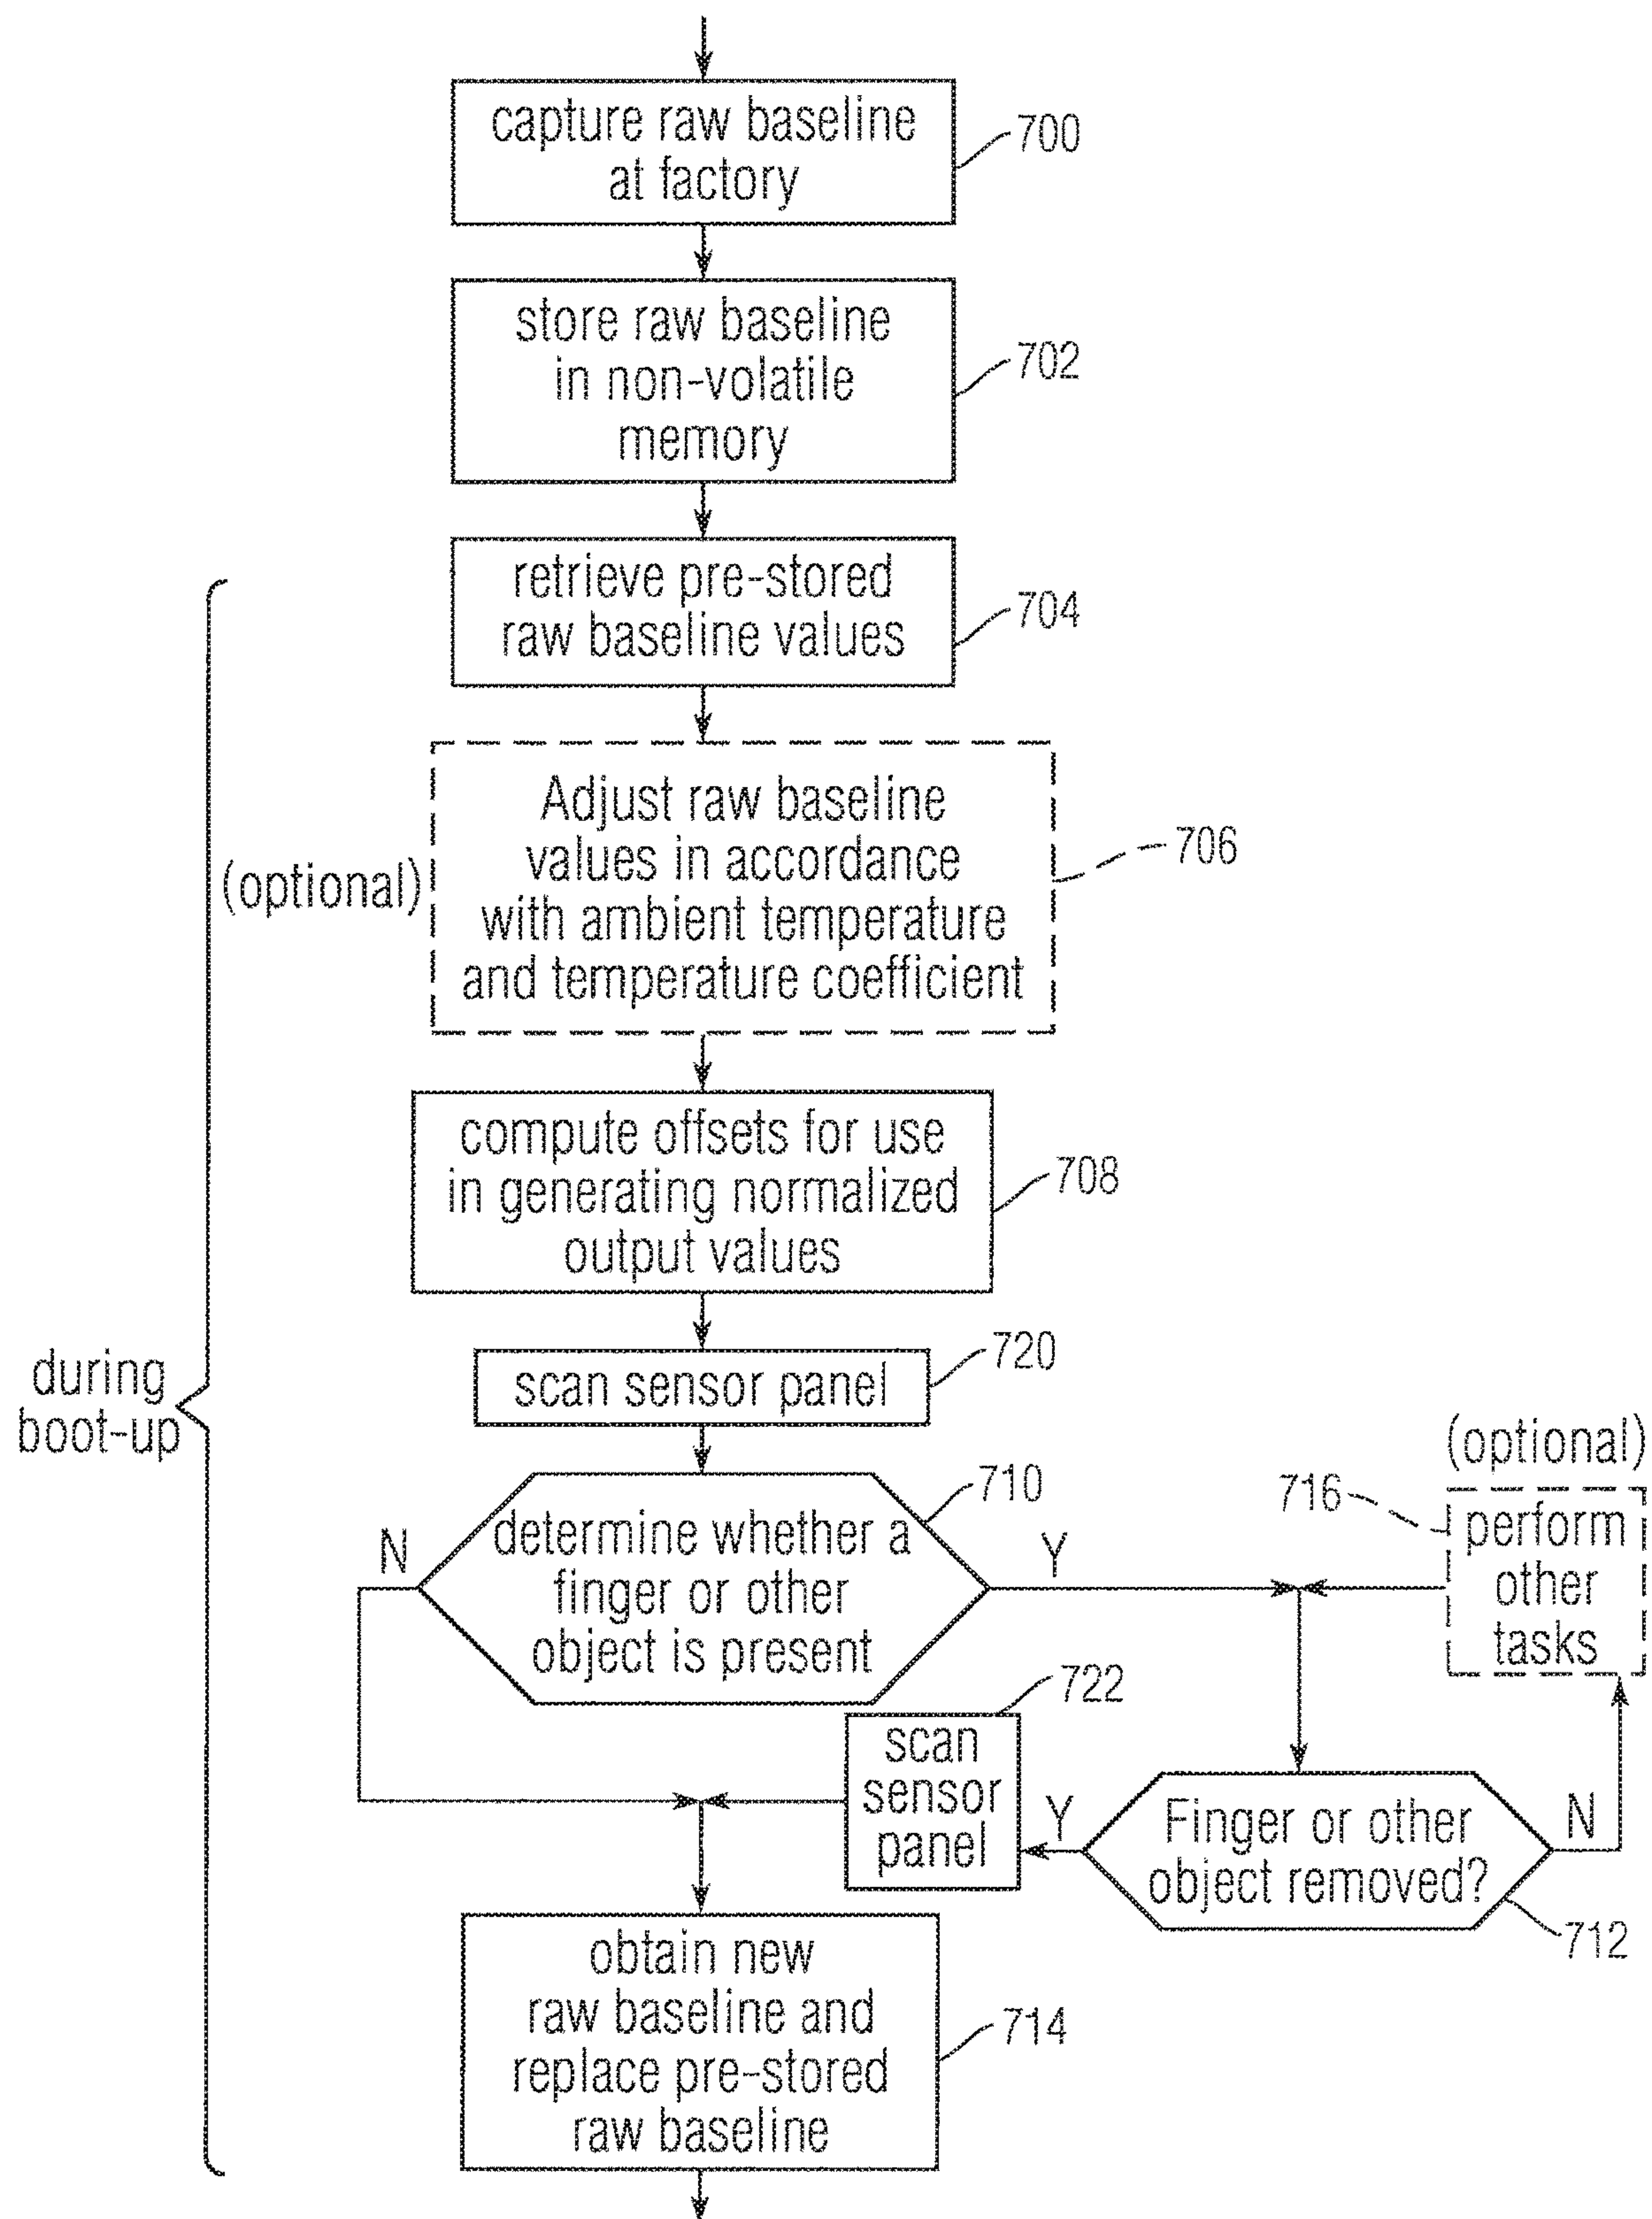 capture raw baseline
at factory
700
store raw baseline
in non-volatile
memory
702
retrieve pre-stored
raw baseline values
704
(optional)
Adjust raw baseline
values in accordance
with ambient temperature
and temperature coefficient
706
compute offsets for use
in generating normalized
output values
708
during
boot-up
scan sensor panel
720
determine whether a
finger or other
object is present
710
N
Y
(optional)
716
perform
other
tasks
722
scan
sensor
panel
Y
Finger or other
object removed?
N
712
obtain new
raw baseline and
replace pre-stored
raw baseline
714